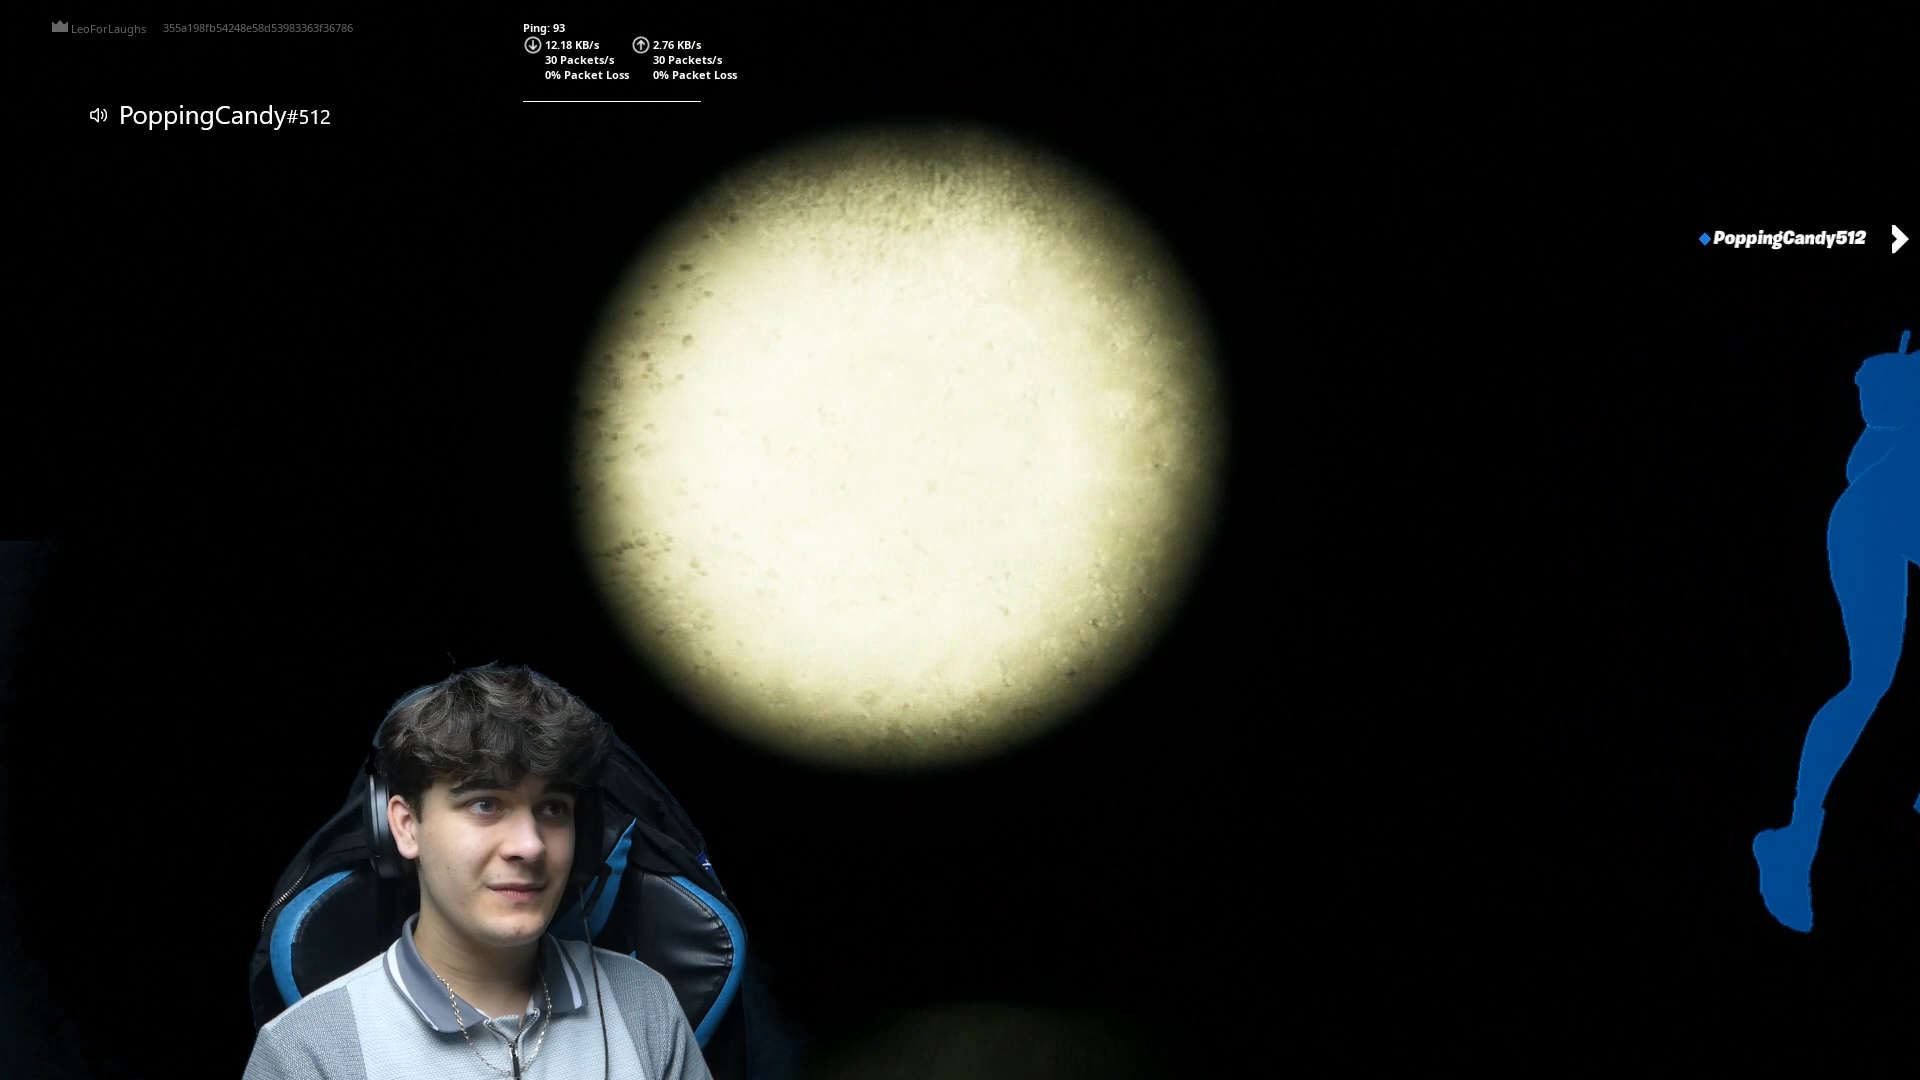 LeoForLaughs 355a198fb54248e58d53983363f36786
Ping: 93
12.18 KB/s 2.76 KB/s
30 Packets/s 30 Packets/s
0% Packet Loss 0% Packet Loss
PoppingCandy#512
PoppingCandy512